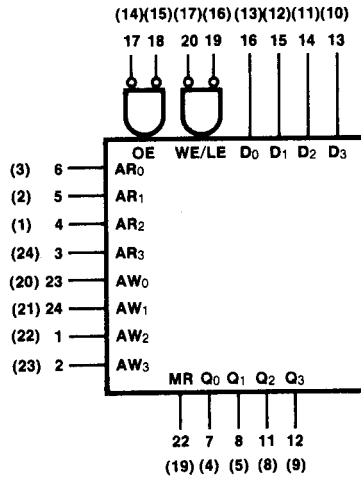 (14)(15) (17)(16) (13)(12) (11)(10)
17 18 20 19 16 15 14 13
OE WE/LE D0 D1 D2 D3
(3) 6 AR0
(2) 5 AR1
(1) 4 AR2
(24) 3 AR3
(20) 23 AW0
(21) 24 AW1
(22) 1 AW2
(23) 2 AW3
MR Q0 Q1 Q2 Q3
22 7 8 11 12
(19) (4) (5) (8) (9)